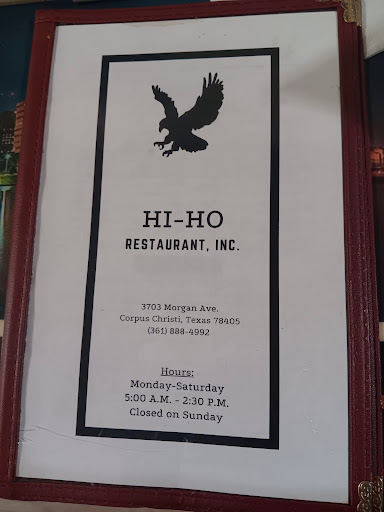 HI-HO
RESTAURANT, INC.
3703 Morgan Ave.
Corpus Christi, Texas 78405
(361) 888-4992
Hours:
Monday-Saturday
5:00 A.M. - 2:30 P.M.
Closed on Sunday